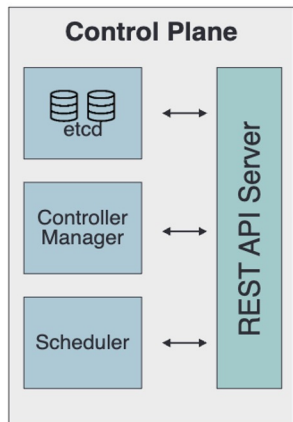 Control Plane
etcd
Controller
Manager
Scheduler
REST API Server